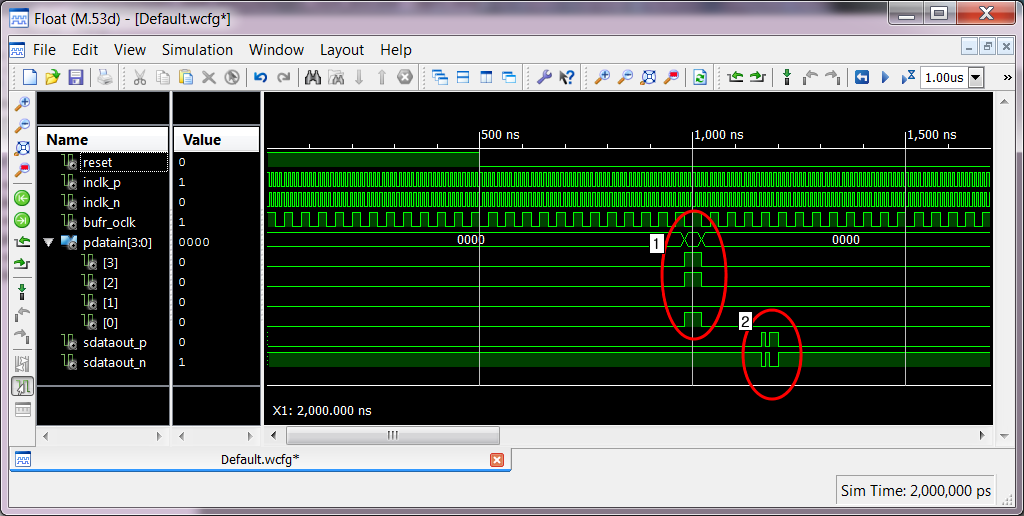 Float (M.53d) - [Default.wcfg*]
File Edit View Simulation Window Layout Help
1.00us
»
Name Value
500 ns 1,000 ns 1,500 ns
reset 0
inclk_p 1
inclk_n 0
bufr_oclk 1
pdatain[3:0] 0000 0000 0000
1
[3] 0
[2] 0
[1] 0
[0] 0
2
sdataout_p 0
sdataout_n 1
X1: 2,000.000 ns
Default.wcfg*
Sim Time: 2,000,000 ps